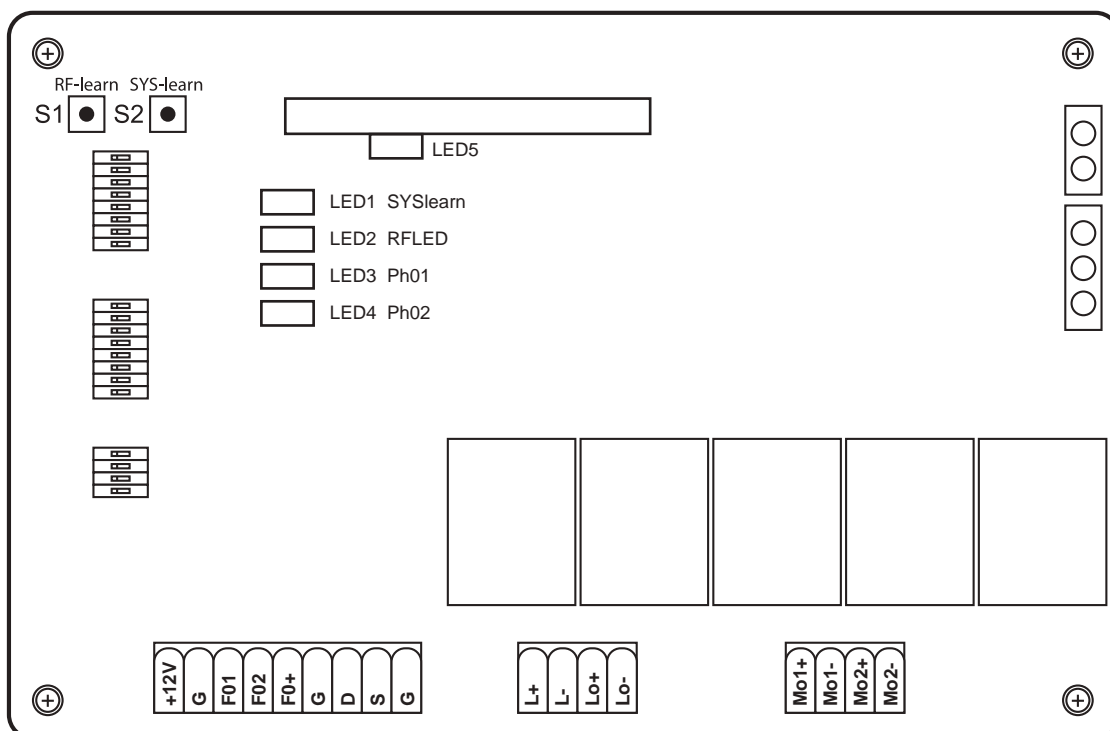 RF-learn SYS-learn
S1 S2
LED5
LED1 SYSlearn
LED2 RFLED
LED3 Ph01
LED4 Ph02
+12V G F01 F02 F0+ G D S G
L+ L- Lo+ Lo-
Mo1+ Mo1- Mo2+ Mo2-